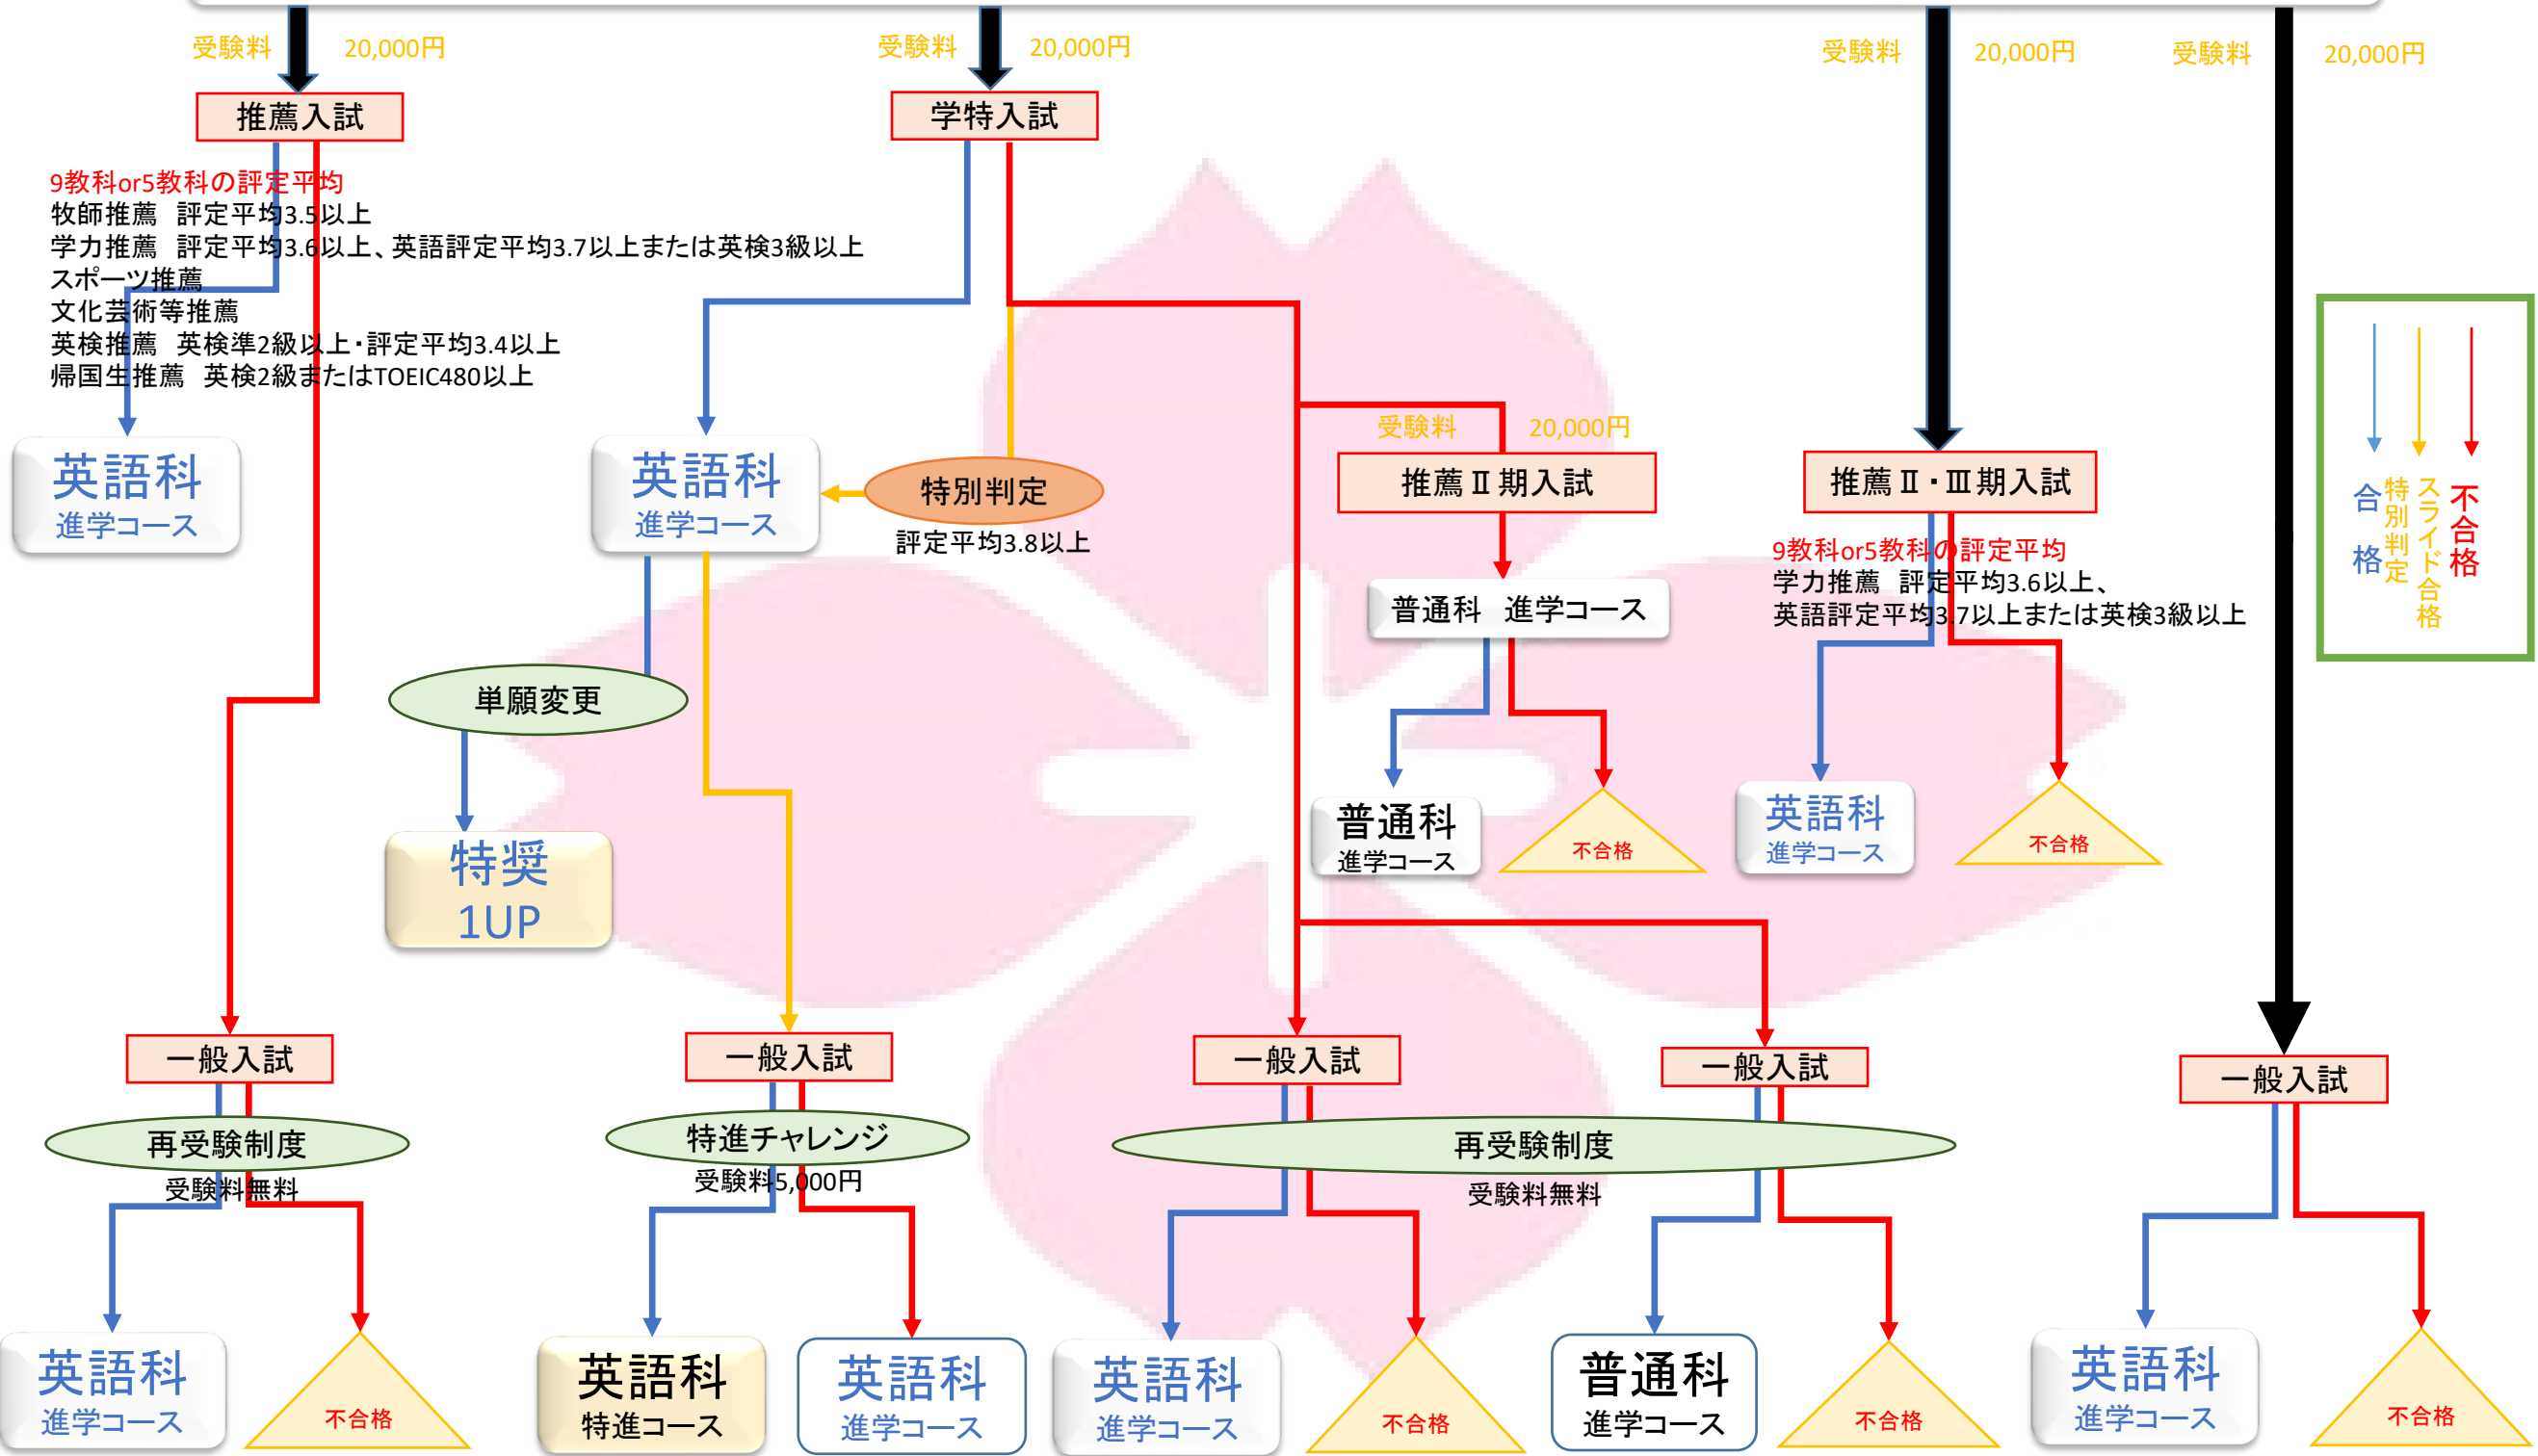 受験料 20,000円
受験料 20,000円
受験料 20,000円
受験料 20,000円
推薦入試
学特入試
9教科or5教科の評定平均
牧師推薦 評定平均3.5以上
学力推薦 評定平均3.6以上、英語評定平均3.7以上または英検3級以上
スポーツ推薦
文化芸術等推薦
英検推薦 英検準2級以上・評定平均3.4以上
帰国生推薦 英検2級またはTOEIC480以上
英語科
進学コース
英語科
進学コース
特別判定
評定平均3.8以上
受験料 20,000円
推薦Ⅱ期入試
普通科 進学コース
推薦Ⅱ・Ⅲ期入試
9教科or5教科の評定平均
学力推薦 評定平均3.6以上、
英語評定平均3.7以上または英検3級以上
合格
特別判定
スライド合格
不合格
単願変更
特奨
1UP
普通科
進学コース
不合格
英語科
進学コース
不合格
一般入試
再受験制度
受験料無料
英語科
進学コース
不合格
一般入試
特進チャレンジ
受験料5,000円
英語科
特進コース
英語科
進学コース
一般入試
一般入試
再受験制度
受験料無料
英語科
進学コース
不合格
普通科
進学コース
不合格
一般入試
英語科
進学コース
不合格